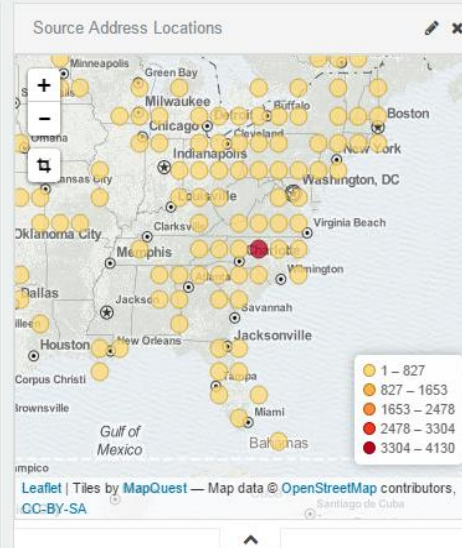 Source Address Locations
Minneapolis
Green Bay
Milwaukee
Detroit
Buffalo
Boston
Chicago
Cleveland
Omaha
New York
Indianapolis
Kansas City
Washington, DC
Louisville
Virginia Beach
Clarksville
Oklahoma City
Memphis
Charlotte
Wilmington
Atlanta
Dallas
Jackson
Savannah
illeen
Houston
New Orleans
Jacksonville
Corpus Christi
Tampa
Brownsville
Miami
Gulf of
Mexico
Bahamas
mpico
1 – 827
827 – 1653
1653 – 2478
2478 – 3304
3304 – 4130
Leaflet | Tiles by MapQuest — Map data © OpenStreetMap contributors,
CC-BY-SA
Santiago de Cuba